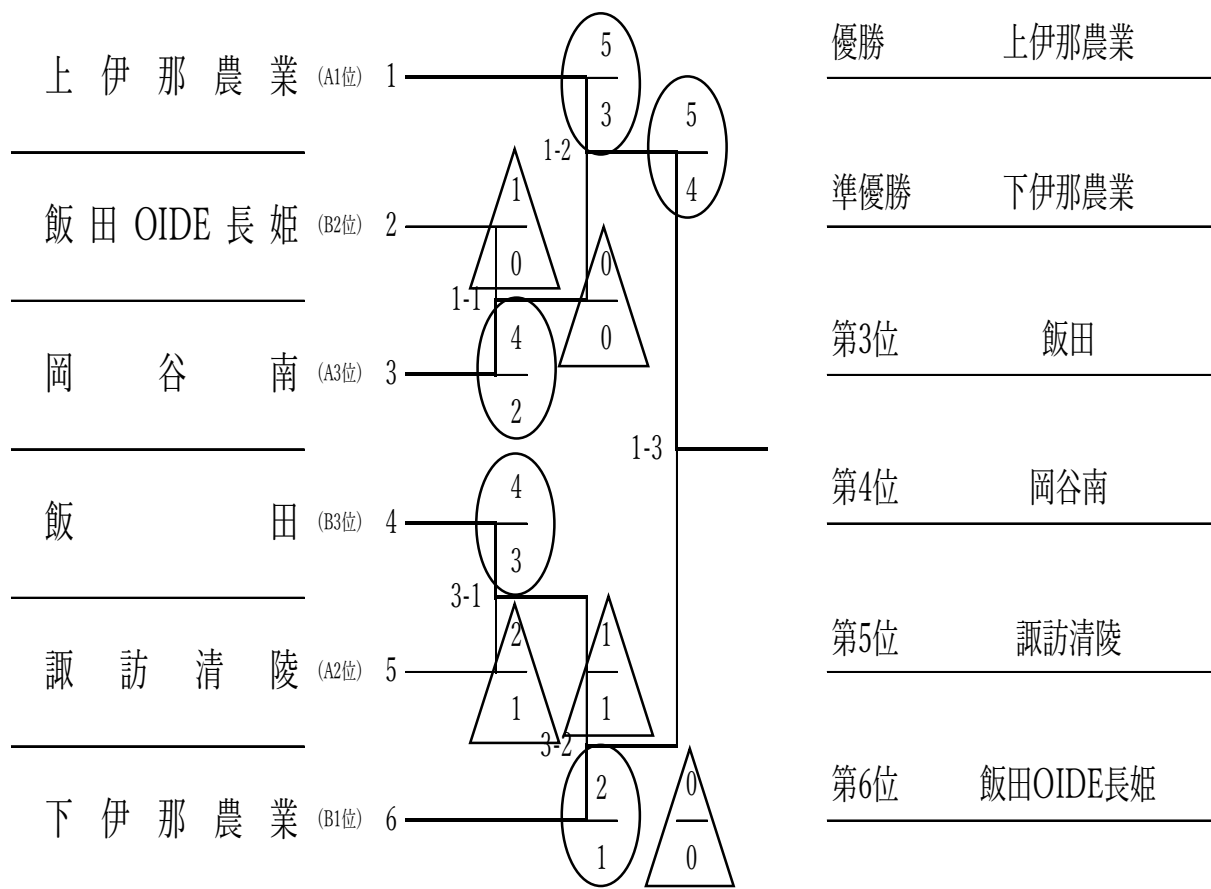 上伊那農業 (A1位) 1
飯田OIDE長姫 (B2位) 2
岡谷南 (A3位) 3
飯田 (B3位) 4
諏訪清陵 (A2位) 5
下伊那農業 (B1位) 6
1-1
1
0
4
2
3-1
4
3
2
1
1-2
5
3
0
0
3-2
1
1
2
1
1-3
5
4
0
0
優勝 上伊那農業
準優勝 下伊那農業
第3位 飯田
第4位 岡谷南
第5位 諏訪清陵
第6位 飯田OIDE長姫